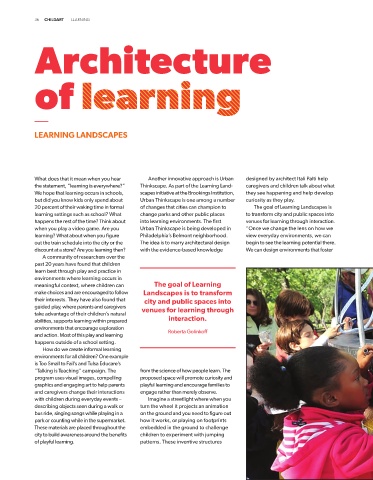 36 CHILDART LEARNING
Architecture
of learning
LEARNING LANDSCAPES
What does that it mean when you hear
the statement, “learning is everywhere?”
We hope that learning occurs in schools,
but did you know kids only spend about
20 percent of their waking time in formal
learning settings such as school? What
happens the rest of the time? Think about
when you play a video game. Are you
learning? What about when you figure
out the train schedule into the city or the
discount at a store? Are you learning then?
A community of researchers over the
past 20 years have found that children
learn best through play and practice in
environments where learning occurs in
meaningful context, where children can
make choices and are encouraged to follow
their interests. They have also found that
guided play, where parents and caregivers
take advantage of their children’s natural
abilities, supports learning within prepared
environments that encourage exploration
and action. Most of this play and learning
happens outside of a school setting.
How do we create informal learning
environments for all children? One example
is Too Small to Fail’s and Tulsa Educare’s
“Talking is Teaching” campaign. The
program uses visual images, compelling
graphics and engaging art to help parents
and caregivers change their interactions
with children during everyday events –
describing objects seen during a walk or
bus ride, singing songs while playing in a
park or counting while in the supermarket.
These materials are placed throughout the
city to build awareness around the benefits
of playful learning.
Another innovative approach is Urban
Thinkscape. As part of the Learning Land-
scapes initiative at the Brookings Institution,
Urban Thinkscape is one among a number
of changes that cities can champion to
change parks and other public places
into learning environments. The first
Urban Thinkscape is being developed in
Philadelphia’s Belmont neighborhood.
The idea is to marry architectural design
with the evidence-based knowledge
The goal of Learning
Landscapes is to transform
city and public spaces into
venues for learning through
interaction.
Roberta Golinkoff
from the science of how people learn. The
proposed space will promote curiosity and
playful learning and encourage families to
engage rather than merely observe.
Imagine a streetlight where when you
turn the wheel it projects an animation
on the ground and you need to figure out
how it works, or playing on footprints
embedded in the ground to challenge
children to experiment with jumping
patterns. These inventive structures
designed by architect Itai Palti help
caregivers and children talk about what
they see happening and help develop
curiosity as they play.
The goal of Learning Landscapes is
to transform city and public spaces into
venues for learning through interaction.
“Once we change the lens on how we
view everyday environments, we can
begin to see the learning potential there.
We can design environments that foster